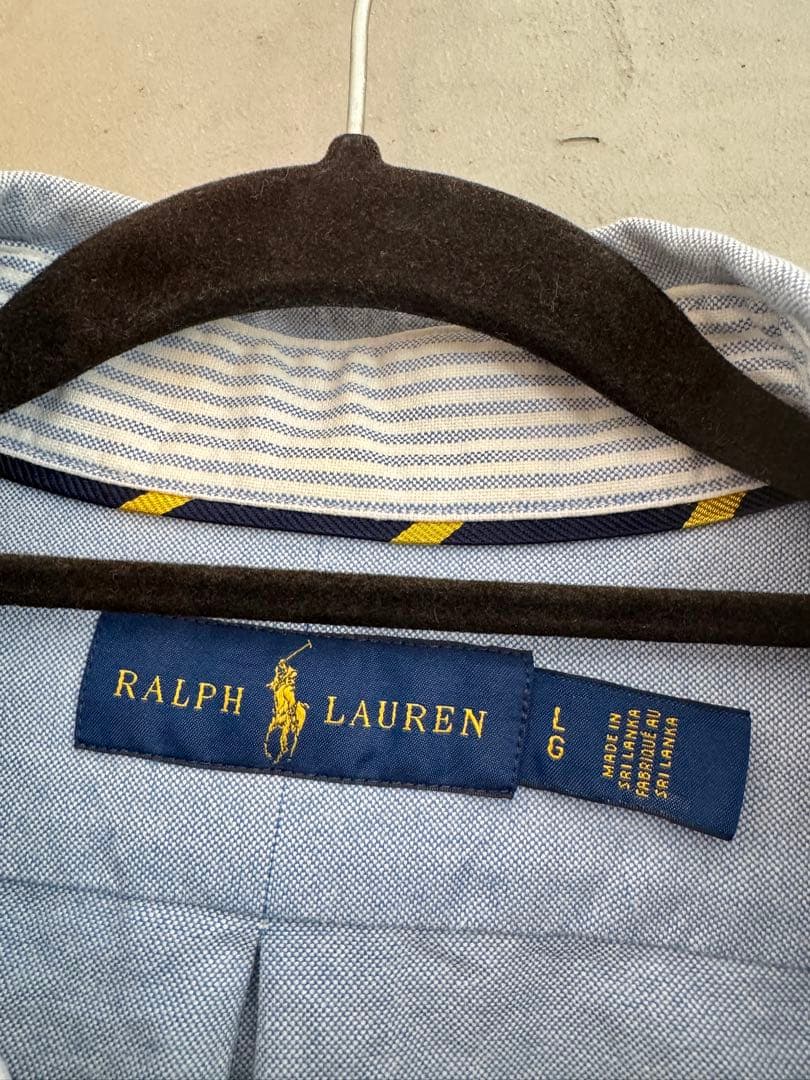 RALPH LAUREN
L
G
MADE IN
SRI LANKA
FABRIQUÉ AU
SRI LANKA